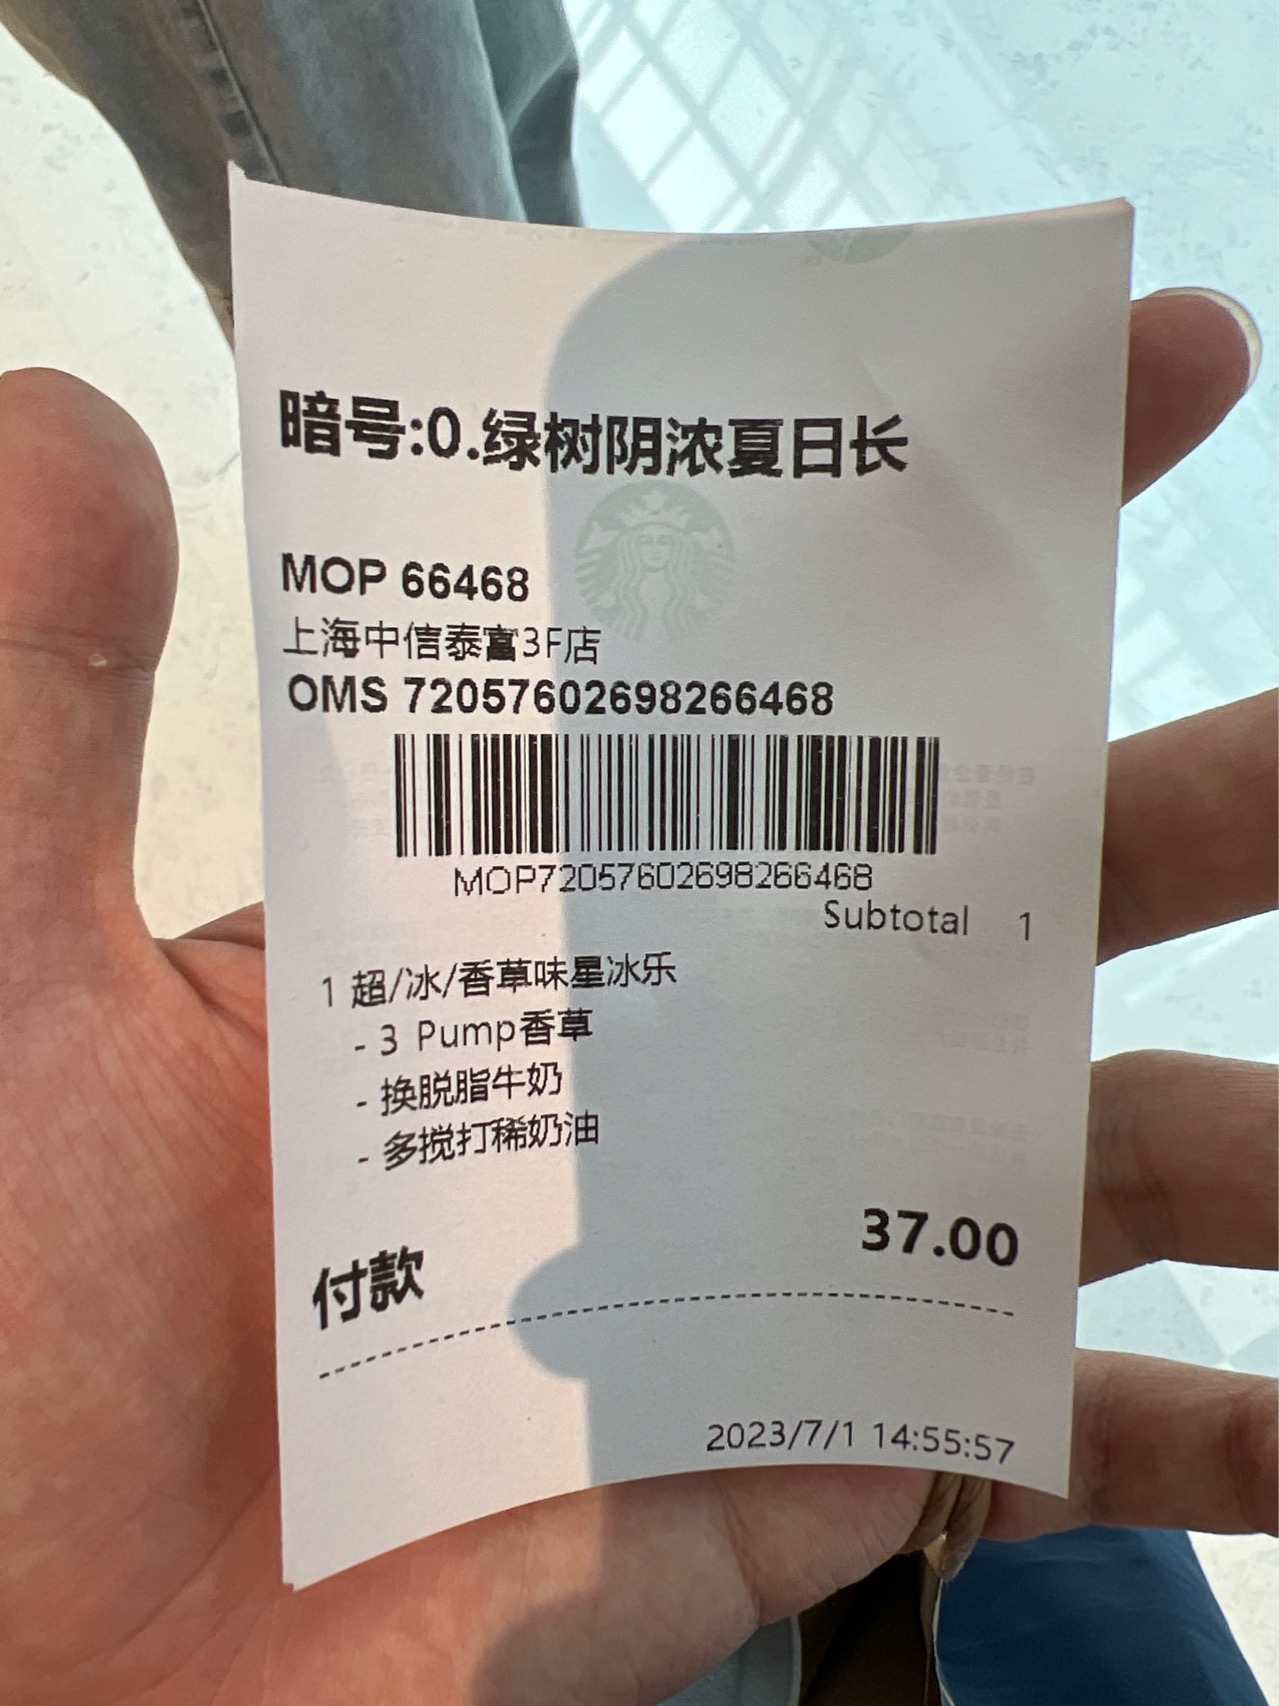 暗号:0.绿树阴浓夏日长
MOP 66468
上海中信泰富3F店
OMS 72057602698266468
MOP72057602698266468
Subtotal 1
1 超/冰/香草味星冰乐
- 3 Pump香草
- 换脱脂牛奶
- 多搅打稀奶油
37.00
付款
2023/7/1 14:55:57